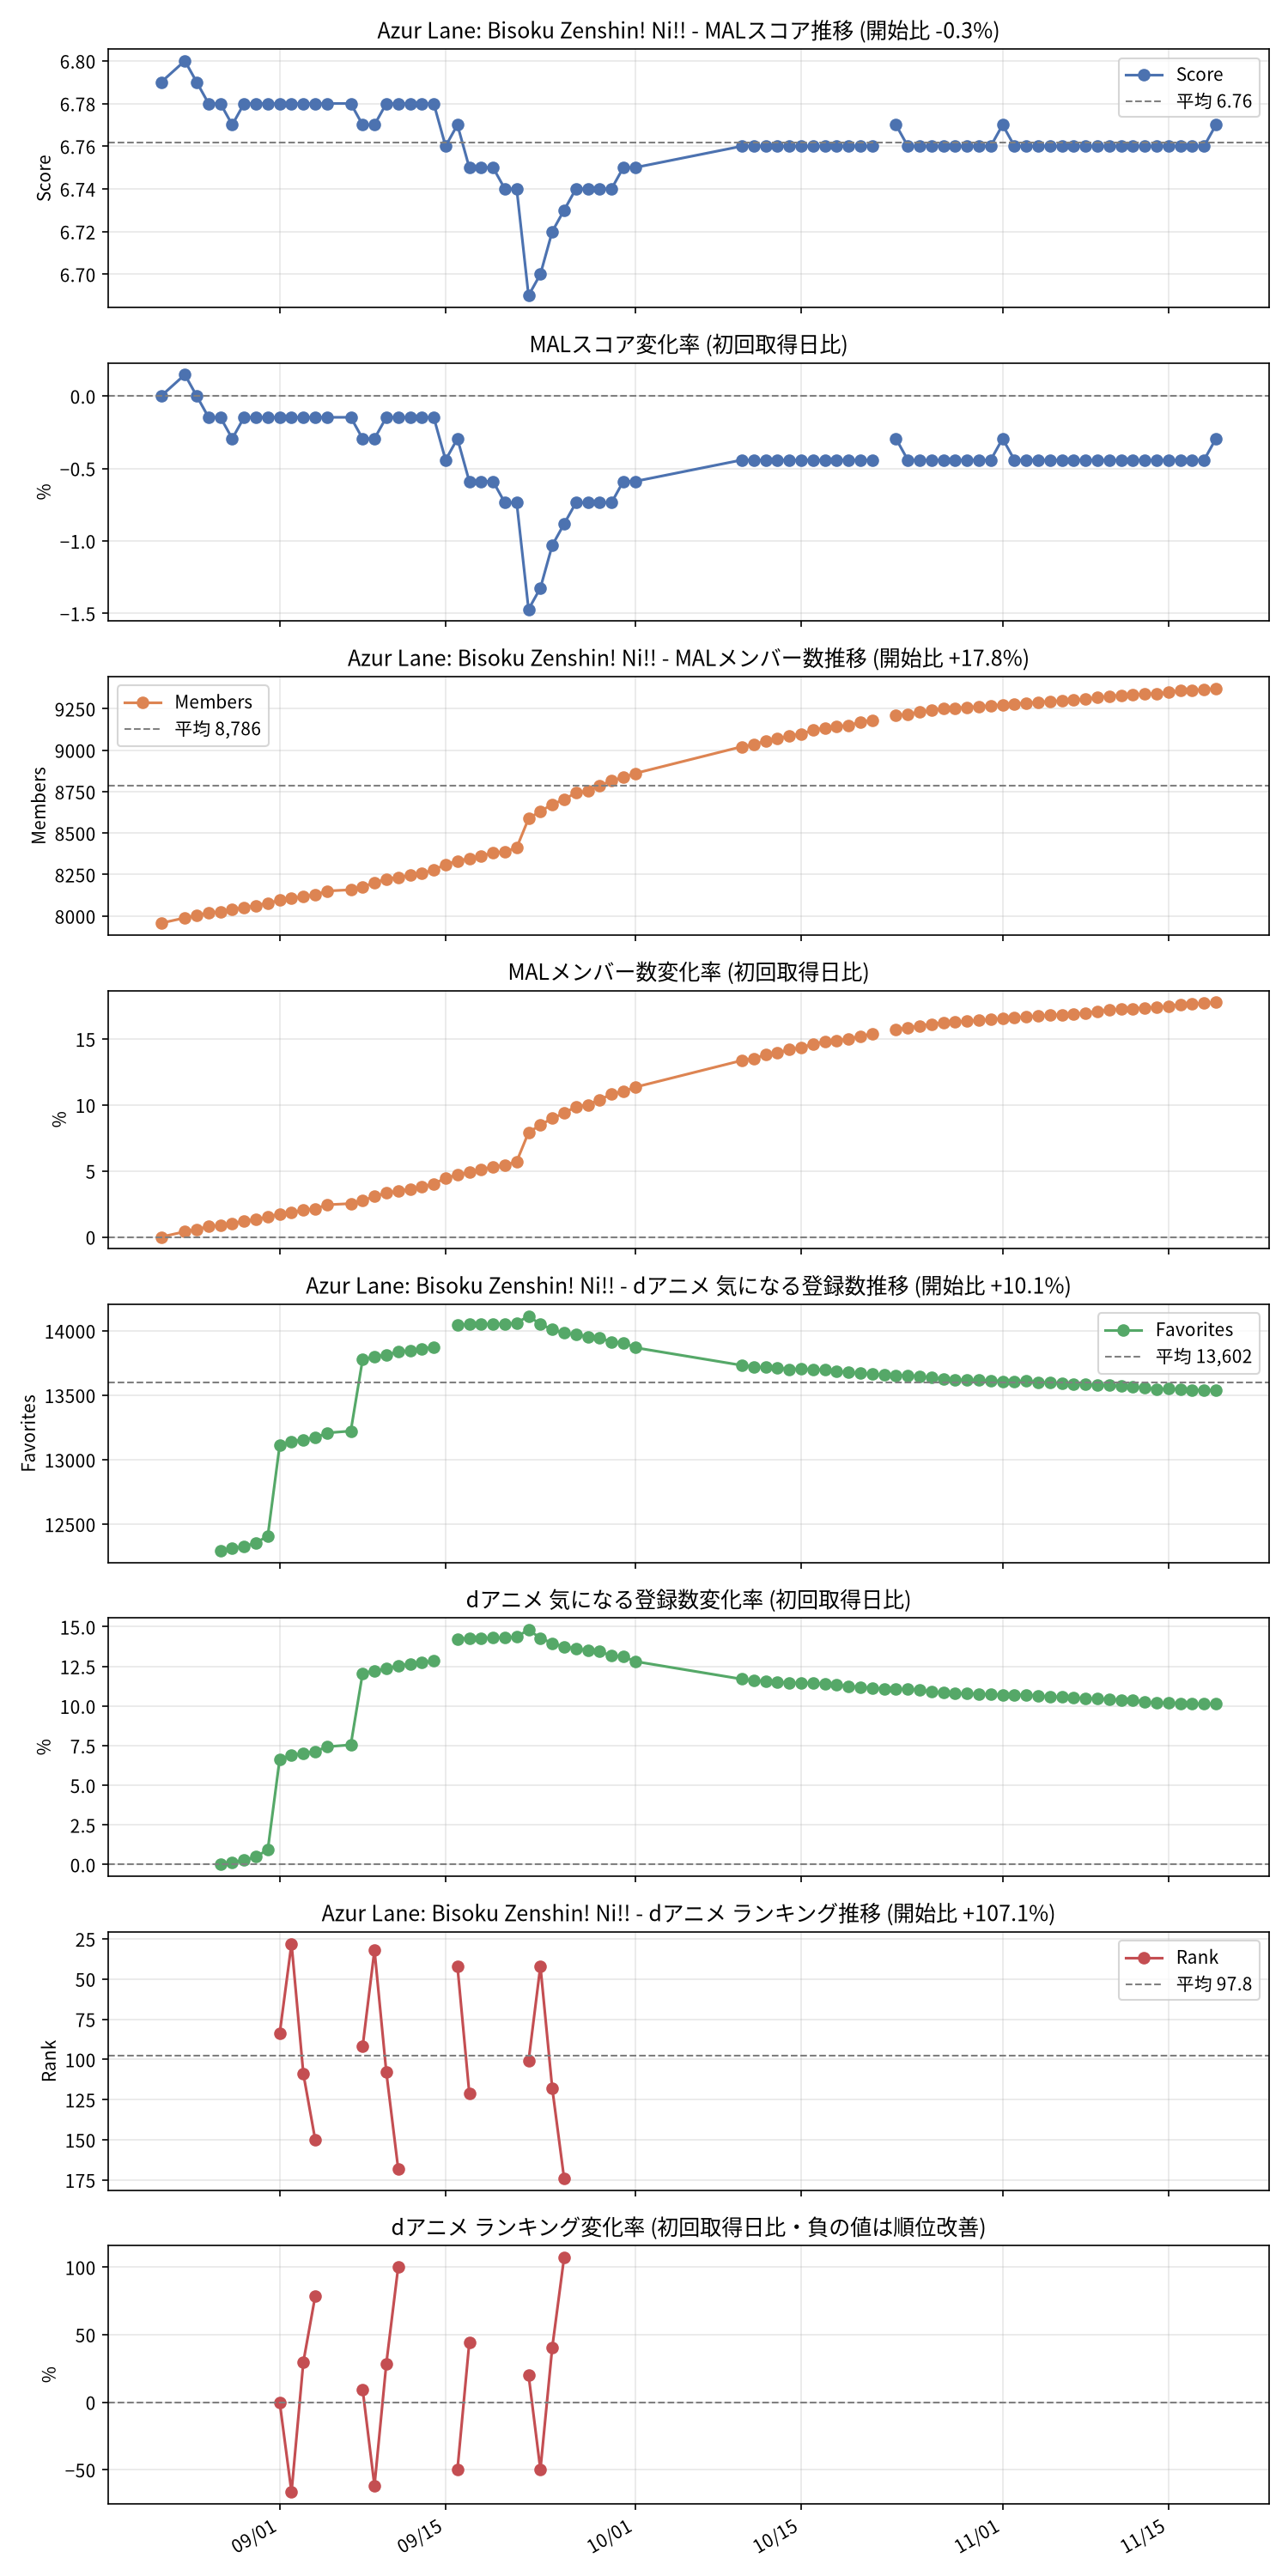 Azur Lane: Bisoku Zenshin! Ni!! - MALスコア推移 (開始比 -0.3%)
Score
6.80
6.78
6.76
6.74
6.72
6.70
Score
平均 6.76
MALスコア変化率 (初回取得日比)
%
0.0
−0.5
−1.0
−1.5
Azur Lane: Bisoku Zenshin! Ni!! - MALメンバー数推移 (開始比 +17.8%)
Members
9250
9000
8750
8500
8250
8000
Members
平均 8,786
MALメンバー数変化率 (初回取得日比)
%
15
10
5
0
Azur Lane: Bisoku Zenshin! Ni!! - dアニメ 気になる登録数推移 (開始比 +10.1%)
Favorites
14000
13500
13000
12500
Favorites
平均 13,602
dアニメ 気になる登録数変化率 (初回取得日比)
%
15.0
12.5
10.0
7.5
5.0
2.5
0.0
Azur Lane: Bisoku Zenshin! Ni!! - dアニメ ランキング推移 (開始比 +107.1%)
Rank
25
50
75
100
125
150
175
Rank
平均 97.8
dアニメ ランキング変化率 (初回取得日比・負の値は順位改善)
%
100
50
0
−50
09/01
09/15
10/01
10/15
11/01
11/15